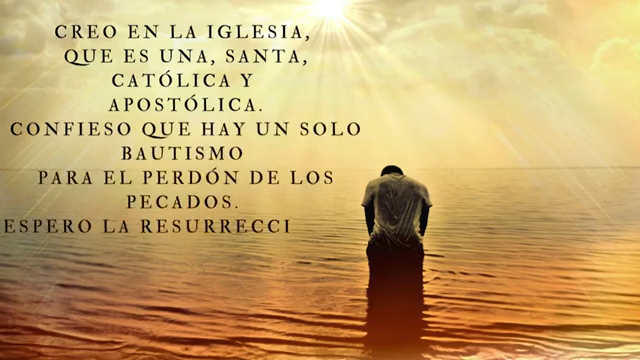 CREO EN LA IGLESIA,
QUE ES UNA, SANTA,
CATÓLICA Y
APOSTÓLICA.
CONFIESO QUE HAY UN SOLO
BAUTISMO
PARA EL PERDÓN DE LOS
PECADOS.
ESPERO LA RESURRECCI